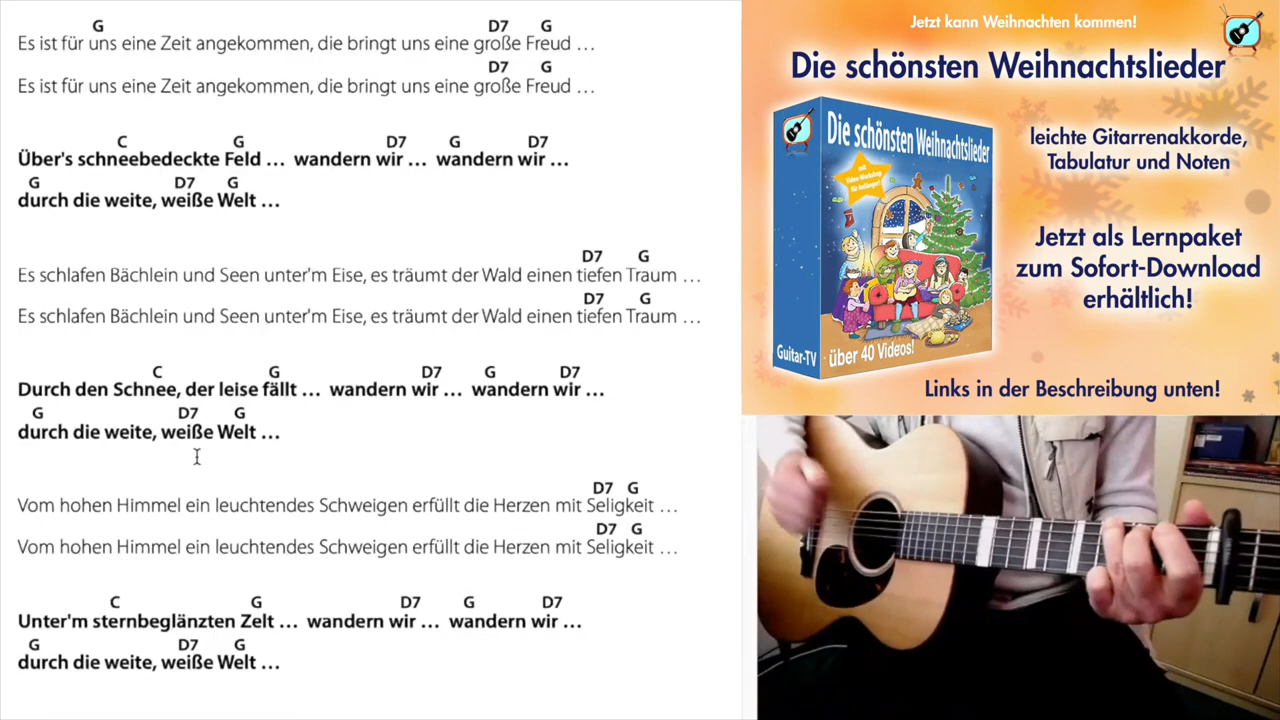 G D7 G
Es ist für uns eine Zeit angekommen, die bringt uns eine große Freud …
D7 G
Es ist für uns eine Zeit angekommen, die bringt uns eine große Freud …
C G D7 G D7
Über's schneebedeckte Feld … wandern wir … wandern wir …
G D7 G
durch die weite, weiße Welt …
D7 G
Es schlafen Bächlein und Seen unter'm Eise, es träumt der Wald einen tiefen Traum …
D7 G
Es schlafen Bächlein und Seen unter'm Eise, es träumt der Wald einen tiefen Traum …
C G D7 G D7
Durch den Schnee, der leise fällt … wandern wir … wandern wir …
G D7 G
durch die weite, weiße Welt …
D7 G
Vom hohen Himmel ein leuchtendes Schweigen erfüllt die Herzen mit Seligkeit …
D7 G
Vom hohen Himmel ein leuchtendes Schweigen erfüllt die Herzen mit Seligkeit …
C G D7 G D7
Unter'm sternbeglänzten Zelt … wandern wir … wandern wir …
G D7 G
durch die weite, weiße Welt …
Jetzt kann Weihnachten kommen!
Die schönsten Weihnachtslieder
Die schönsten Weihnachtslieder
mit
Video-Workshop
für Anfänger!
Guitar-TV
über 40 Videos!
leichte Gitarrenakkorde,
Tabulatur und Noten
Jetzt als Lernpaket
zum Sofort-Download
erhältlich!
Links in der Beschreibung unten!